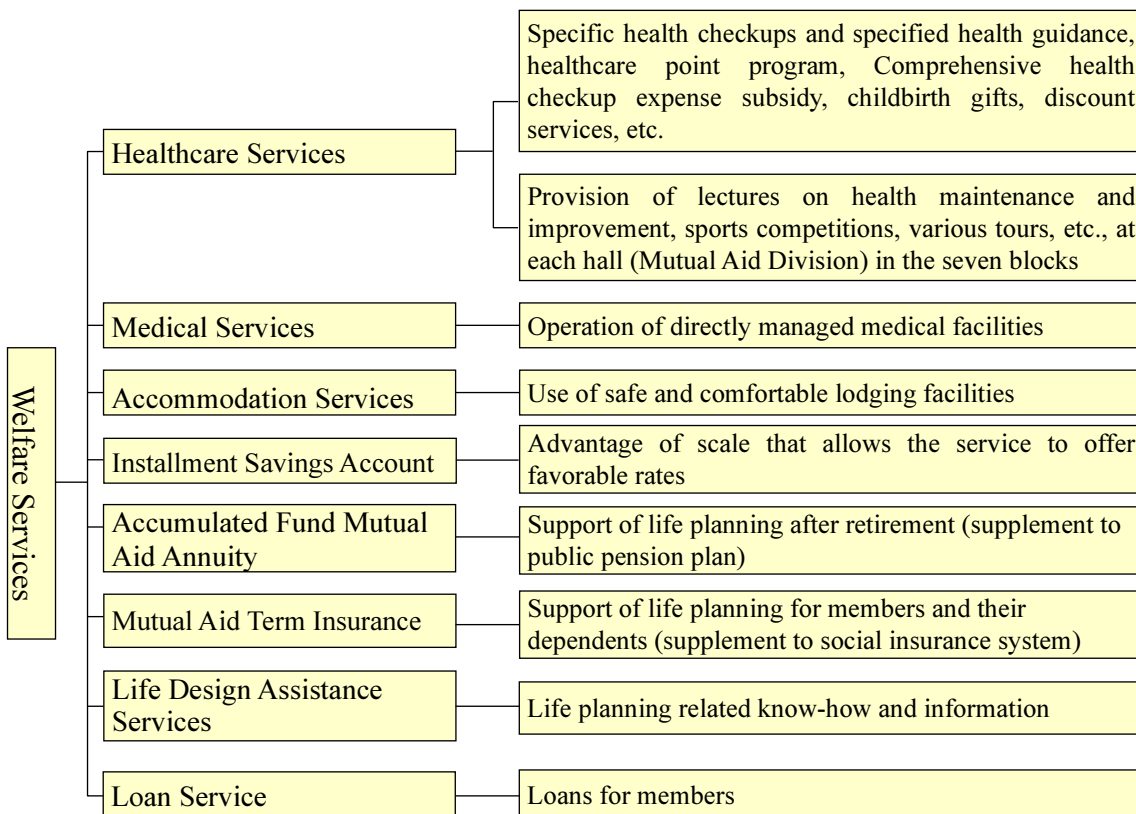 Welfare Services
Healthcare Services
Specific health checkups and specified health guidance,
healthcare point program, Comprehensive health
checkup expense subsidy, childbirth gifts, discount
services, etc.
Provision of lectures on health maintenance and
improvement, sports competitions, various tours, etc., at
each hall (Mutual Aid Division) in the seven blocks
Medical Services
Operation of directly managed medical facilities
Accommodation Services
Use of safe and comfortable lodging facilities
Installment Savings Account
Advantage of scale that allows the service to offer
favorable rates
Accumulated Fund Mutual
Aid Annuity
Support of life planning after retirement (supplement to
public pension plan)
Mutual Aid Term Insurance
Support of life planning for members and their
dependents (supplement to social insurance system)
Life Design Assistance
Services
Life planning related know-how and information
Loan Service
Loans for members